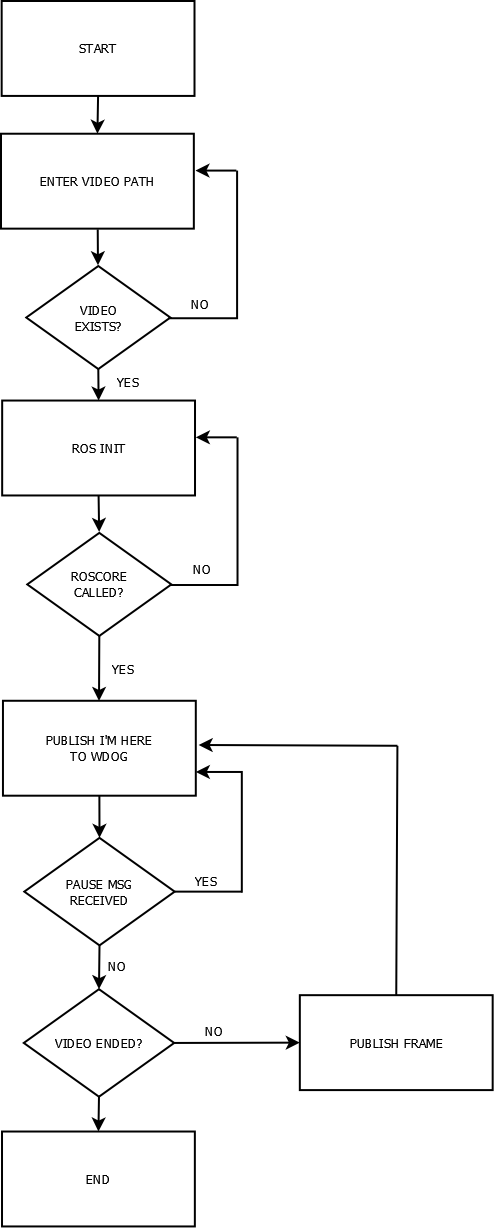 START
ENTER VIDEO PATH
VIDEO
EXISTS?
NO
YES
ROS INIT
ROSCORE
CALLED?
NO
YES
PUBLISH I'M HERE
TO WDOG
PAUSE MSG
RECEIVED
YES
NO
VIDEO ENDED?
NO
PUBLISH FRAME
END